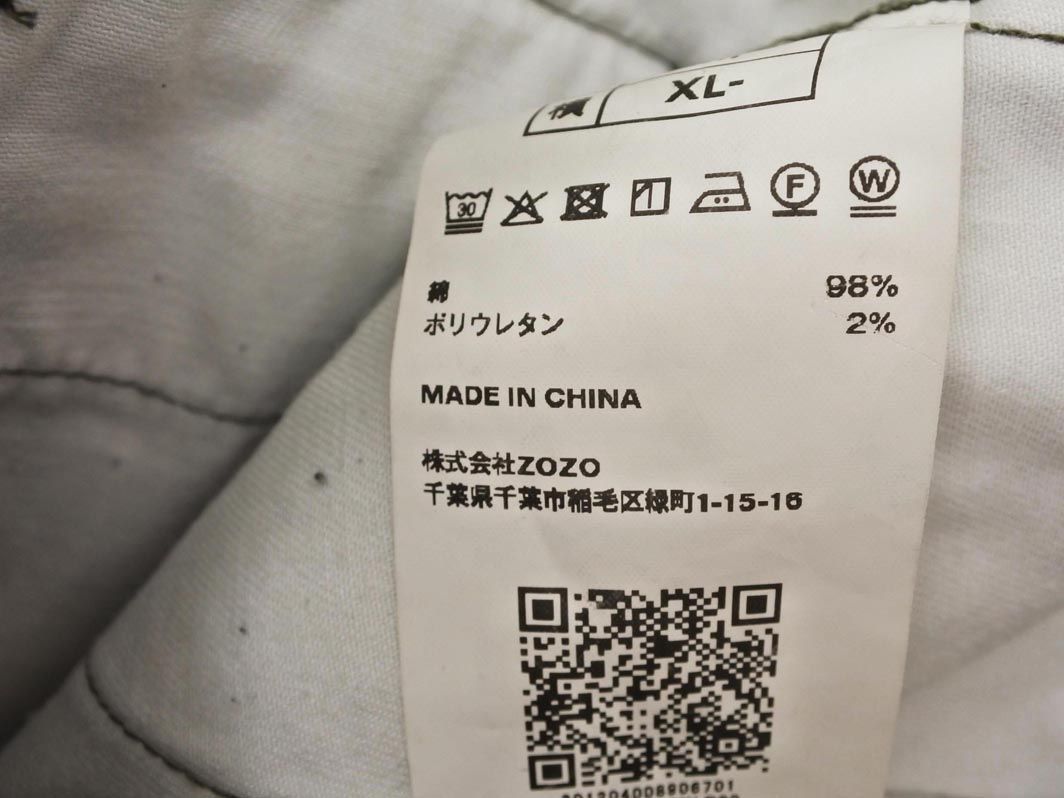 XL-
30
F
W
綿 98%
ポリウレタン 2%
MADE IN CHINA
株式会社ZOZO
千葉県千葉市稲毛区緑町1-15-16